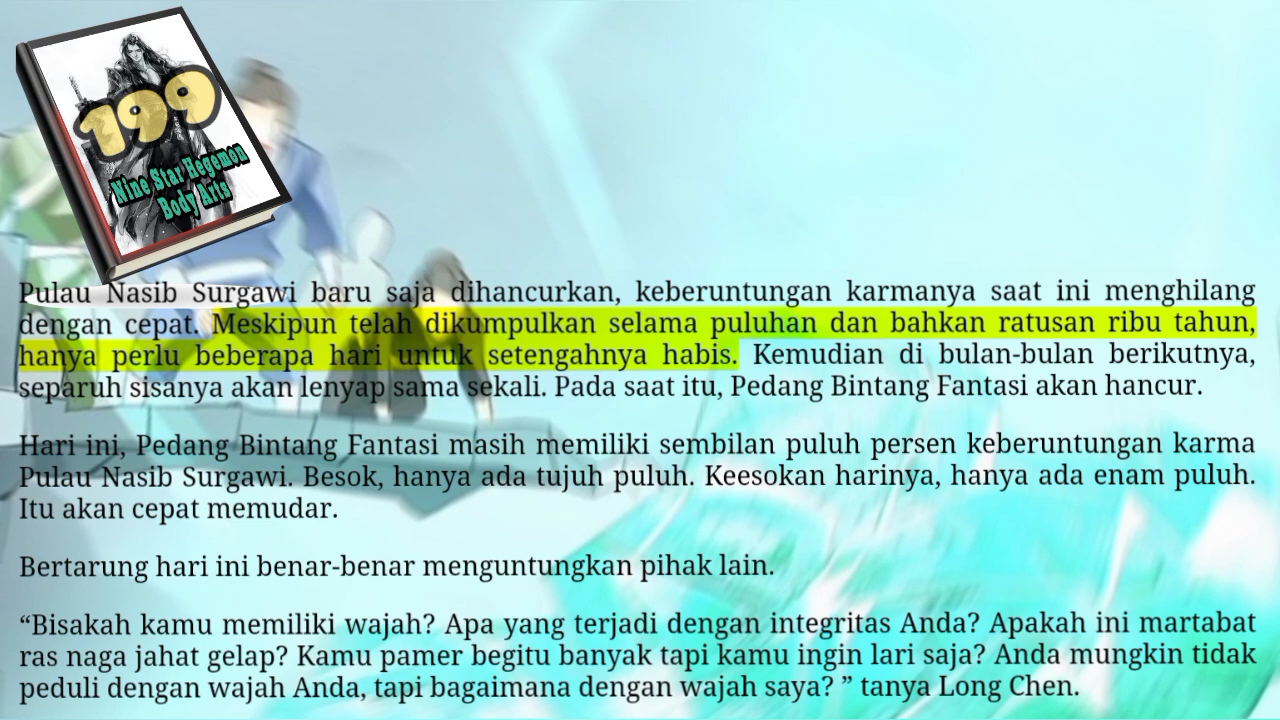 199
Nine Star Hegemon
Body Arts
Pulau Nasib Surgawi baru saja dihancurkan, keberuntungan karmanya saat ini menghilang
dengan cepat. Meskipun telah dikumpulkan selama puluhan dan bahkan ratusan ribu tahun,
hanya perlu beberapa hari untuk setengahnya habis. Kemudian di bulan-bulan berikutnya,
separuh sisanya akan lenyap sama sekali. Pada saat itu, Pedang Bintang Fantasi akan hancur.
Hari ini, Pedang Bintang Fantasi masih memiliki sembilan puluh persen keberuntungan karma
Pulau Nasib Surgawi. Besok, hanya ada tujuh puluh. Keesokan harinya, hanya ada enam puluh.
Itu akan cepat memudar.
Bertarung hari ini benar-benar menguntungkan pihak lain.
“Bisakah kamu memiliki wajah? Apa yang terjadi dengan integritas Anda? Apakah ini martabat
ras naga jahat gelap? Kamu pamer begitu banyak tapi kamu ingin lari saja? Anda mungkin tidak
peduli dengan wajah Anda, tapi bagaimana dengan wajah saya? ” tanya Long Chen.